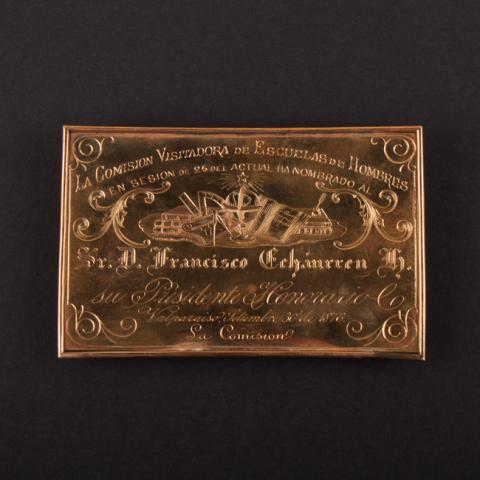 La Comision Visitadora de Escuelas de Hombres
en sesion de 26 del actual ha nombrado al
Sr. D. Francisco Echáurren H.
su Presidente Honorario
Valparaiso, Setiembre 30 de 1876.
La Comision